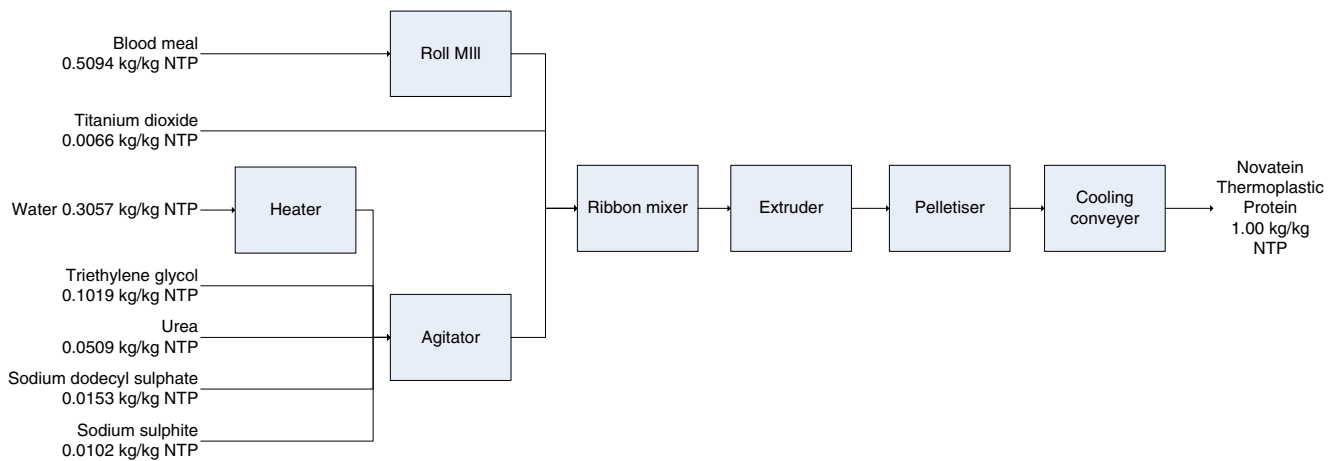 Blood meal
0.5094 kg/kg NTP
Roll MIll
Titanium dioxide
0.0066 kg/kg NTP
Water 0.3057 kg/kg NTP
Heater
Ribbon mixer
Extruder
Pelletiser
Cooling
conveyer
Novatein
Thermoplastic
Protein
1.00 kg/kg
NTP
Triethylene glycol
0.1019 kg/kg NTP
Urea
0.0509 kg/kg NTP
Agitator
Sodium dodecyl sulphate
0.0153 kg/kg NTP
Sodium sulphite
0.0102 kg/kg NTP